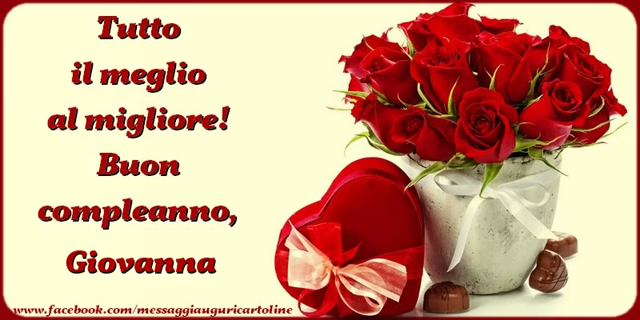 Tutto
il meglio
al migliore!
Buon
compleanno,
Giovanna
www.facebook.com/messaggiauguricartoline